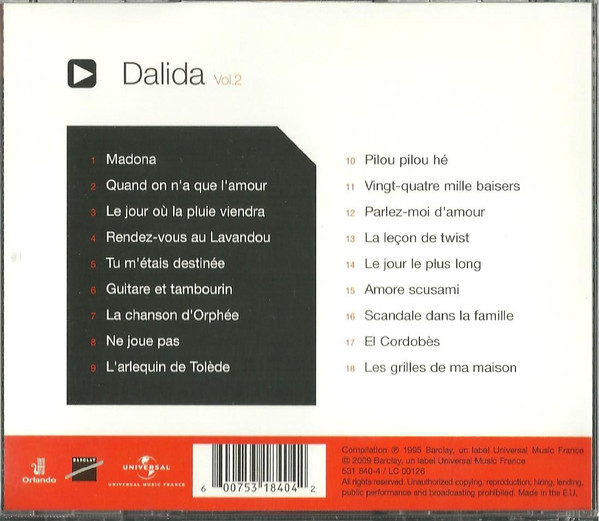 Dalida Vol.2
1 Madona
2 Quand on n'a que l'amour
3 Le jour où la pluie viendra
4 Rendez-vous au Lavandou
5 Tu m'étais destinée
6 Guitare et tambourin
7 La chanson d'Orphée
8 Ne joue pas
9 L'arlequin de Tolède
10 Pilou pilou hé
11 Vingt-quatre mille baisers
12 Parlez-moi d'amour
13 La leçon de twist
14 Le jour le plus long
15 Amore scusami
16 Scandale dans la famille
17 El Cordobès
18 Les grilles de ma maison
Orlando
BARCLAY
UNIVERSAL
UNIVERSAL MUSIC FRANCE
6 00753 18404 2
Compilation ℗ 1995 Barclay, un label Universal Music France
© 2009 Barclay, un label Universal Music France
531 840-4 / LC 00126
All rights reserved. Unauthorized copying, reproduction, hiring, lending,
public performance and broadcasting prohibited. Made in the E.U.